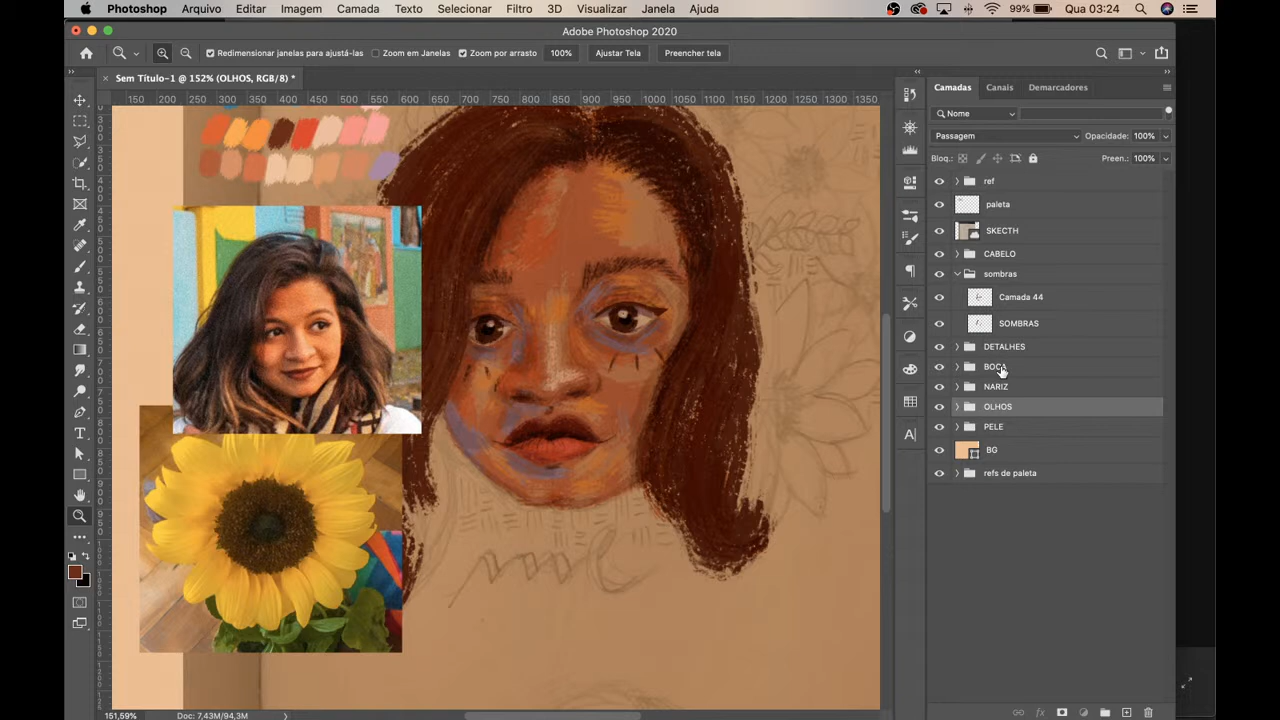 Photoshop Arquivo Editar Imagem Camada Texto Selecionar Filtro 3D Visualizar Janela Ajuda 99% Qua 03:24
Adobe Photoshop 2020
Redimensionar janelas para ajustá-las Zoom em Janelas Zoom por arrasto 100% Ajustar Tela Preencher tela
× Sem Título-1 @ 152% (OLHOS, RGB/8) *
150 200 250 300 350 400 450 500 550 600 650 700 750 800 850 900 950 1000 1050 1100 1150 1200 1250 1300 1350
Camadas Canais Demarcadores
Nome
Passagem Opacidade: 100%
Bloq.: Preen.: 100%
ref
paleta
SKECTH
CABELO
sombras
Camada 44
SOMBRAS
DETALHES
BOCA
NARIZ
OLHOS
PELE
BG
refs de paleta
151,59% Doc: 7,43M/94,3M